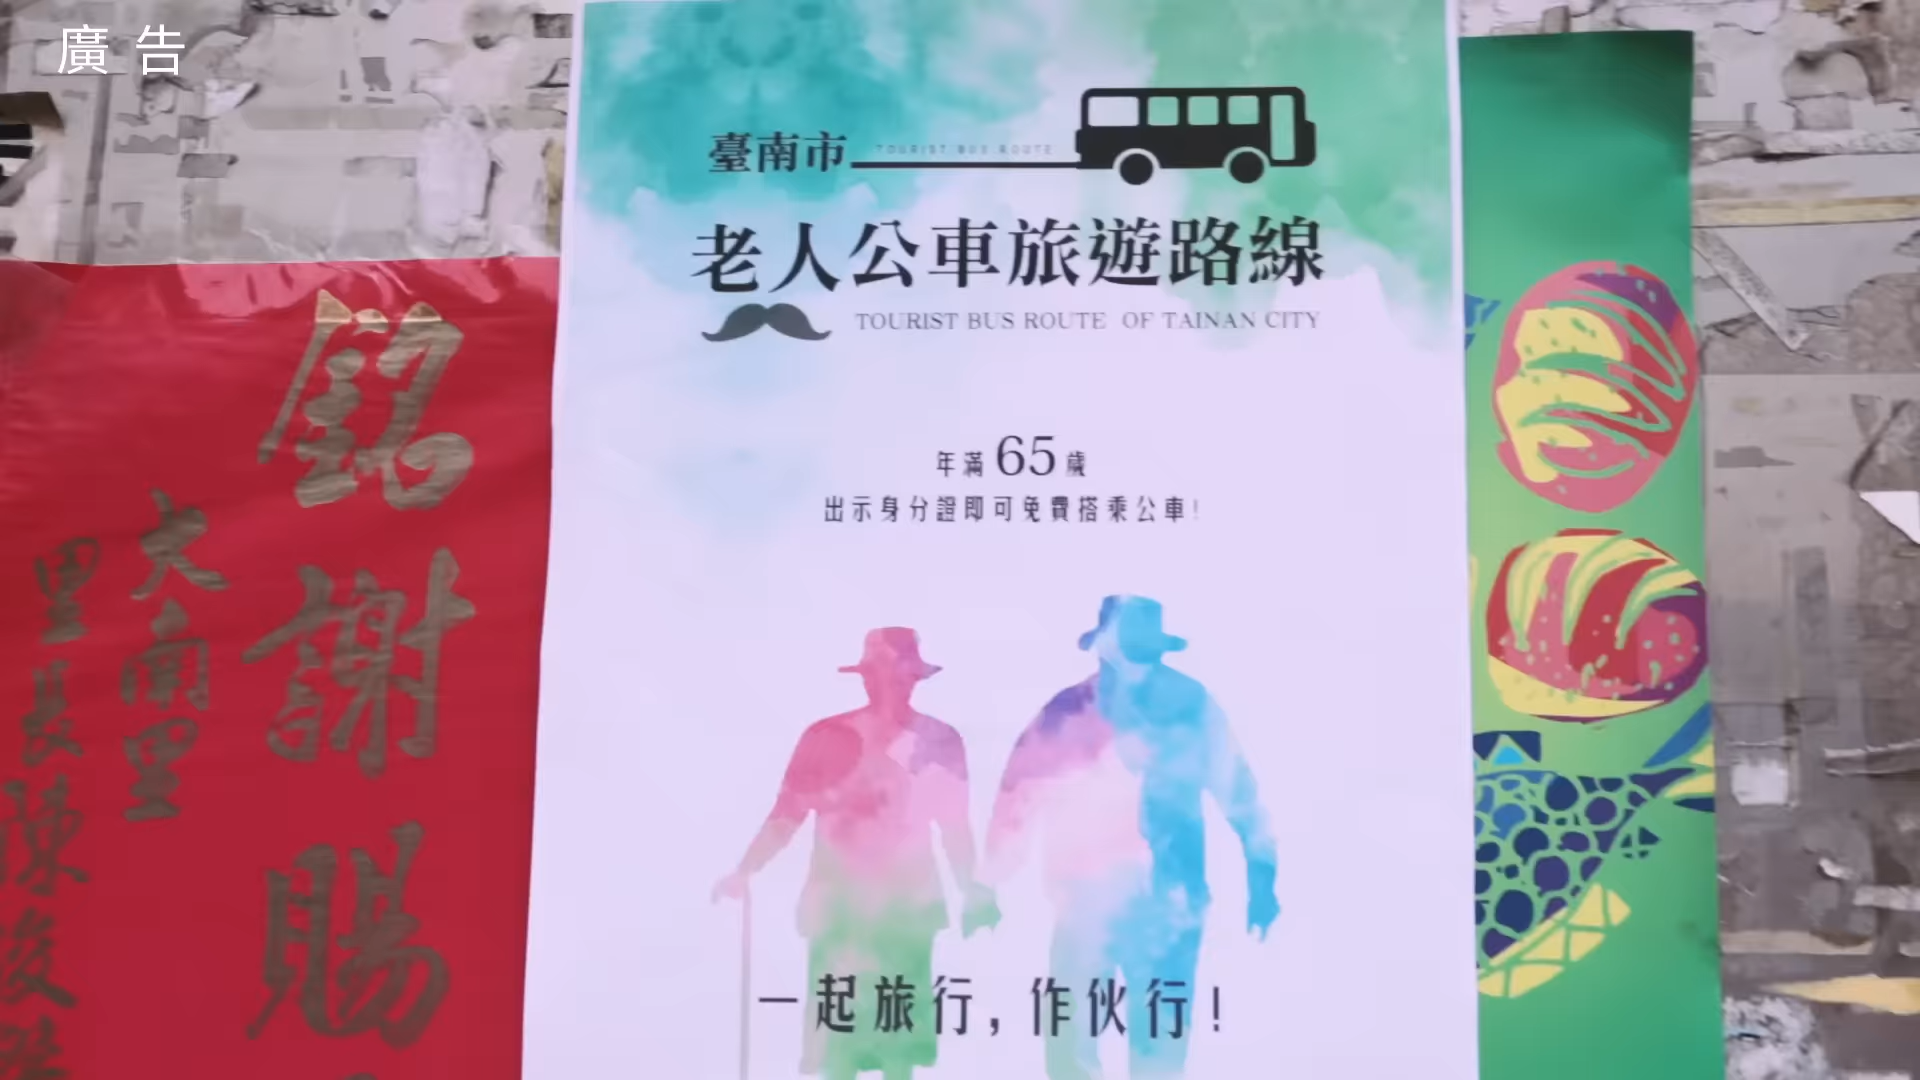 廣告
臺南市
TOURIST BUS ROUTE
老人公車旅遊路線
TOURIST BUS ROUTE OF TAINAN CITY
年滿65歲
出示身分證即可免費搭乘公車!
一起旅行,作伙行!
銘謝賜
大南里
里長陳